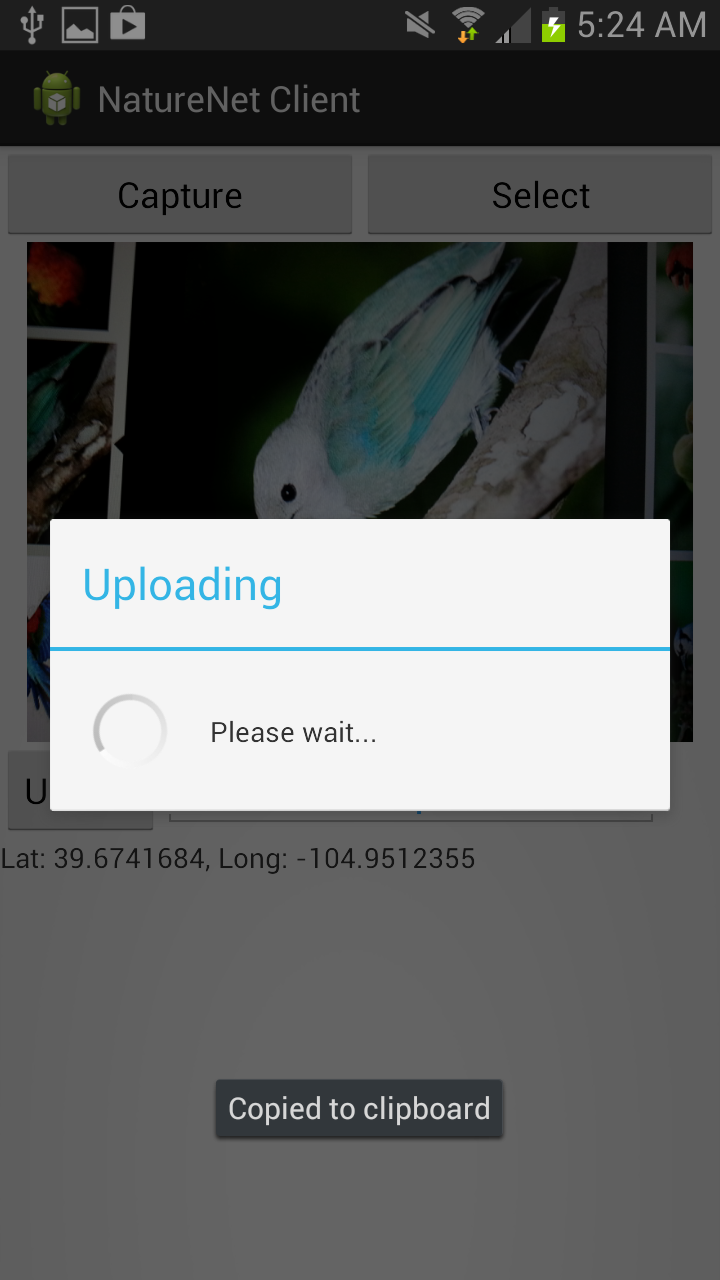 5:24 AM
NatureNet Client
Capture
Select
Uploading
Please wait...
U
Lat: 39.6741684, Long: -104.9512355
Copied to clipboard